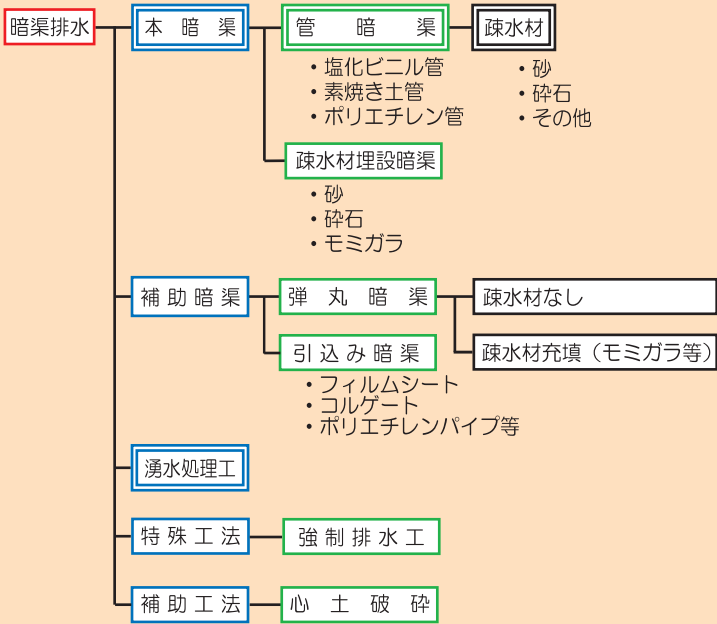 暗渠排水
本暗渠
管暗渠
疎水材
・塩化ビニル管
・素焼き土管
・ポリエチレン管
・砂
・砕石
・その他
疎水材埋設暗渠
・砂
・砕石
・モミガラ
補助暗渠
弾丸暗渠
疎水材なし
引込み暗渠
疎水材充填（モミガラ等）
・フィルムシート
・コルゲート
・ポリエチレンパイプ等
湧水処理工
特殊工法
強制排水工
補助工法
心土破砕